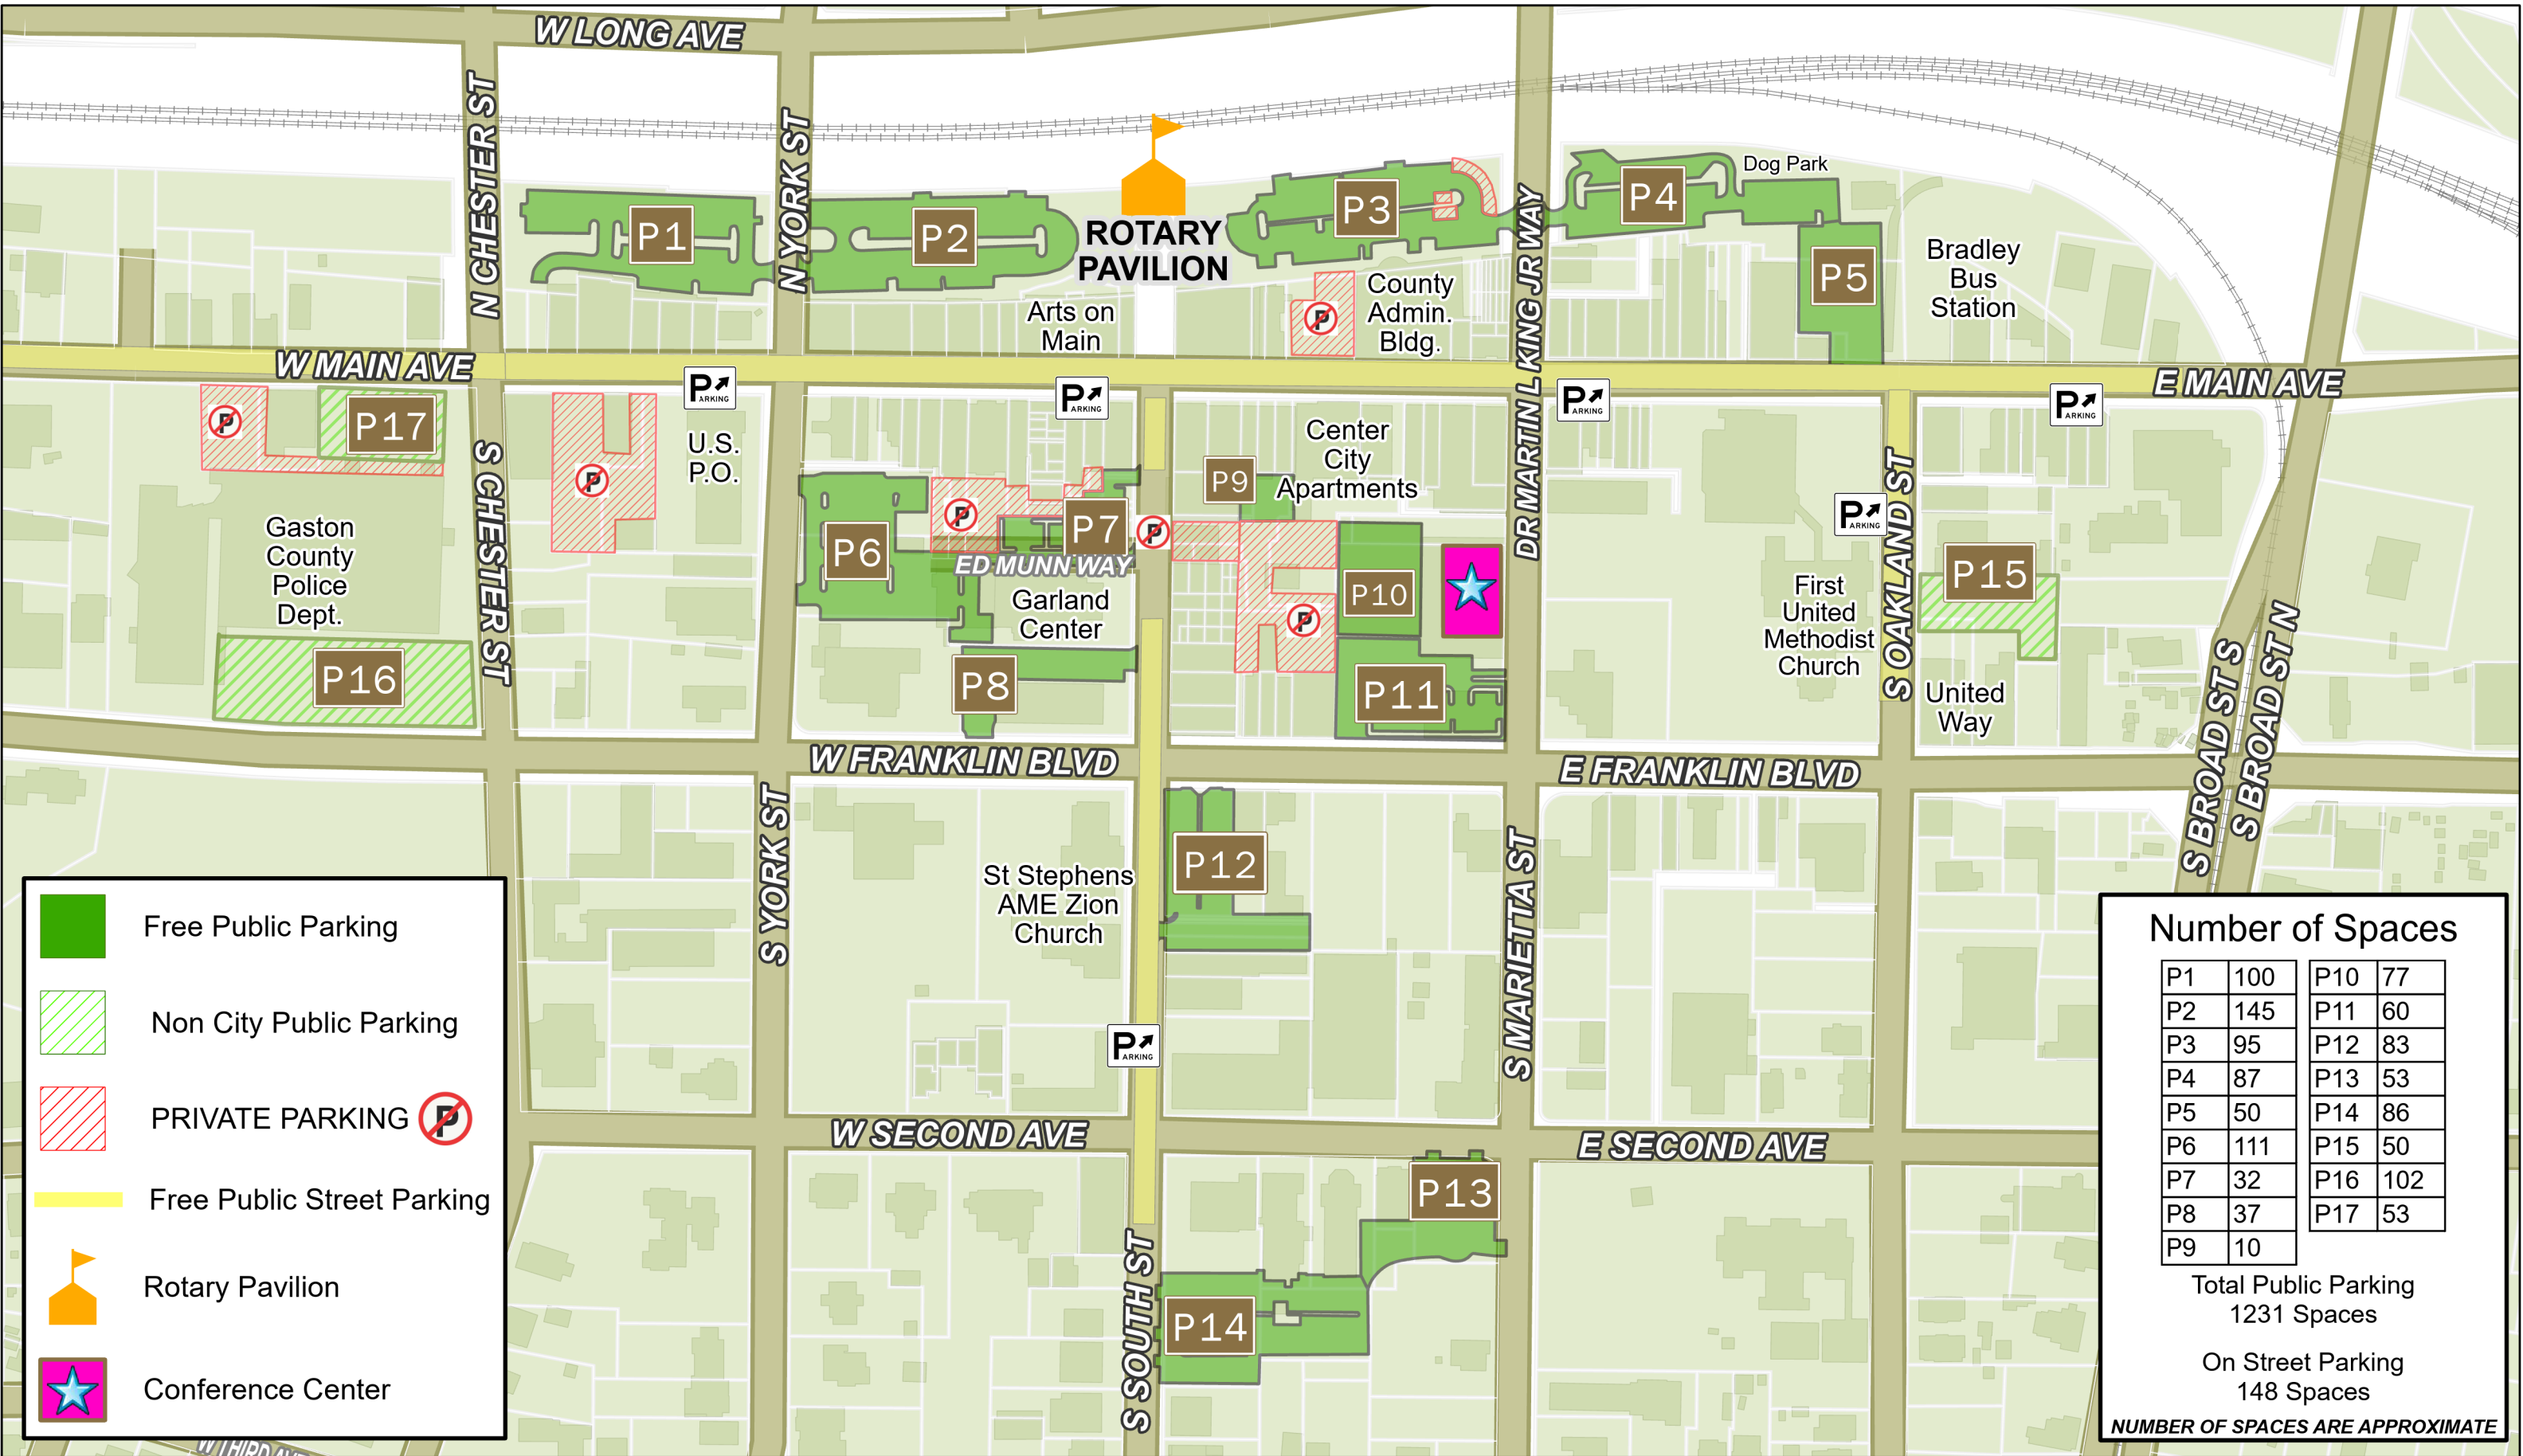 W LONG AVE
N CHESTER ST
N YORK ST
ROTARY
PAVILION
P1
P2
P3
P4
Dog Park
P5
Bradley
Bus
Station
DR MARTIN L KING JR WAY
Arts on
Main
County
Admin.
Bldg.
W MAIN AVE
E MAIN AVE
P
ARKING
P
ARKING
P
ARKING
P
ARKING
P
P17
S CHESTER ST
P
U.S.
P.O.
P6
P
P7
P
ED MUNN WAY
Garland
Center
P8
P9
Center
City
Apartments
P10
P
P11
P
ARKING
S OAKLAND ST
First
United
Methodist
Church
P15
United
Way
Gaston
County
Police
Dept.
P16
S BROAD ST S
S BROAD ST N
W FRANKLIN BLVD
E FRANKLIN BLVD
S YORK ST
St Stephens
AME Zion
Church
P12
S MARIETTA ST
P
ARKING
W SECOND AVE
E SECOND AVE
P13
S SOUTH ST
P14
W THIRD AVE
Free Public Parking
Non City Public Parking
PRIVATE PARKING P
Free Public Street Parking
Rotary Pavilion
Conference Center
Number of Spaces
P1 100 P10 77
P2 145 P11 60
P3 95 P12 83
P4 87 P13 53
P5 50 P14 86
P6 111 P15 50
P7 32 P16 102
P8 37 P17 53
P9 10
Total Public Parking
1231 Spaces
On Street Parking
148 Spaces
NUMBER OF SPACES ARE APPROXIMATE